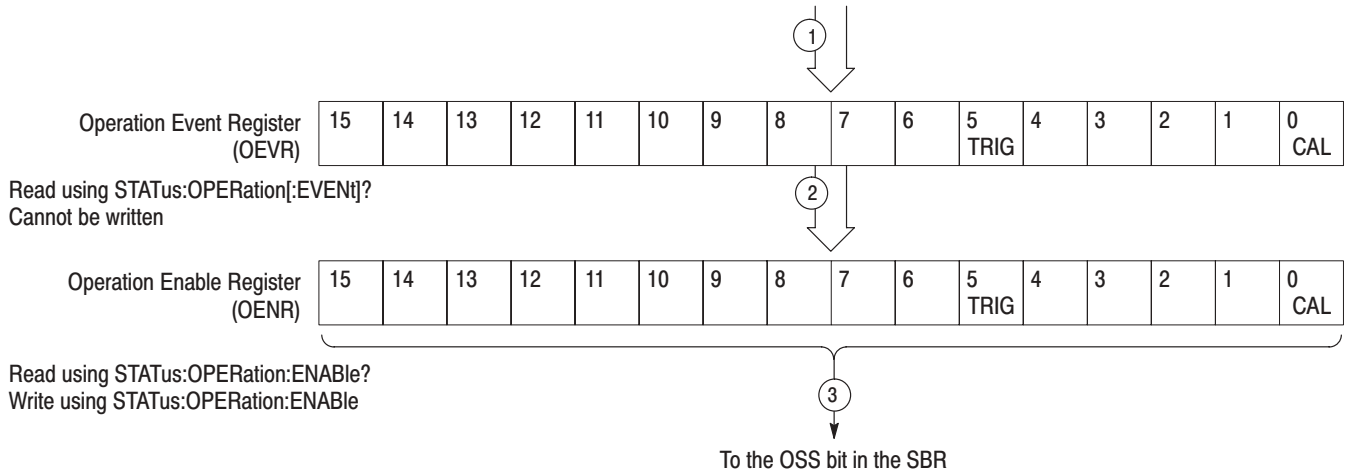 1
Operation Event Register
(OEVR)
15 14 13 12 11 10 9 8 7 6 5 4 3 2 1 0
TRIG CAL
Read using STATus:OPERation[:EVENt]?
Cannot be written
2
Operation Enable Register
(OENR)
15 14 13 12 11 10 9 8 7 6 5 4 3 2 1 0
TRIG CAL
Read using STATus:OPERation:ENABle?
Write using STATus:OPERation:ENABle
3
To the OSS bit in the SBR